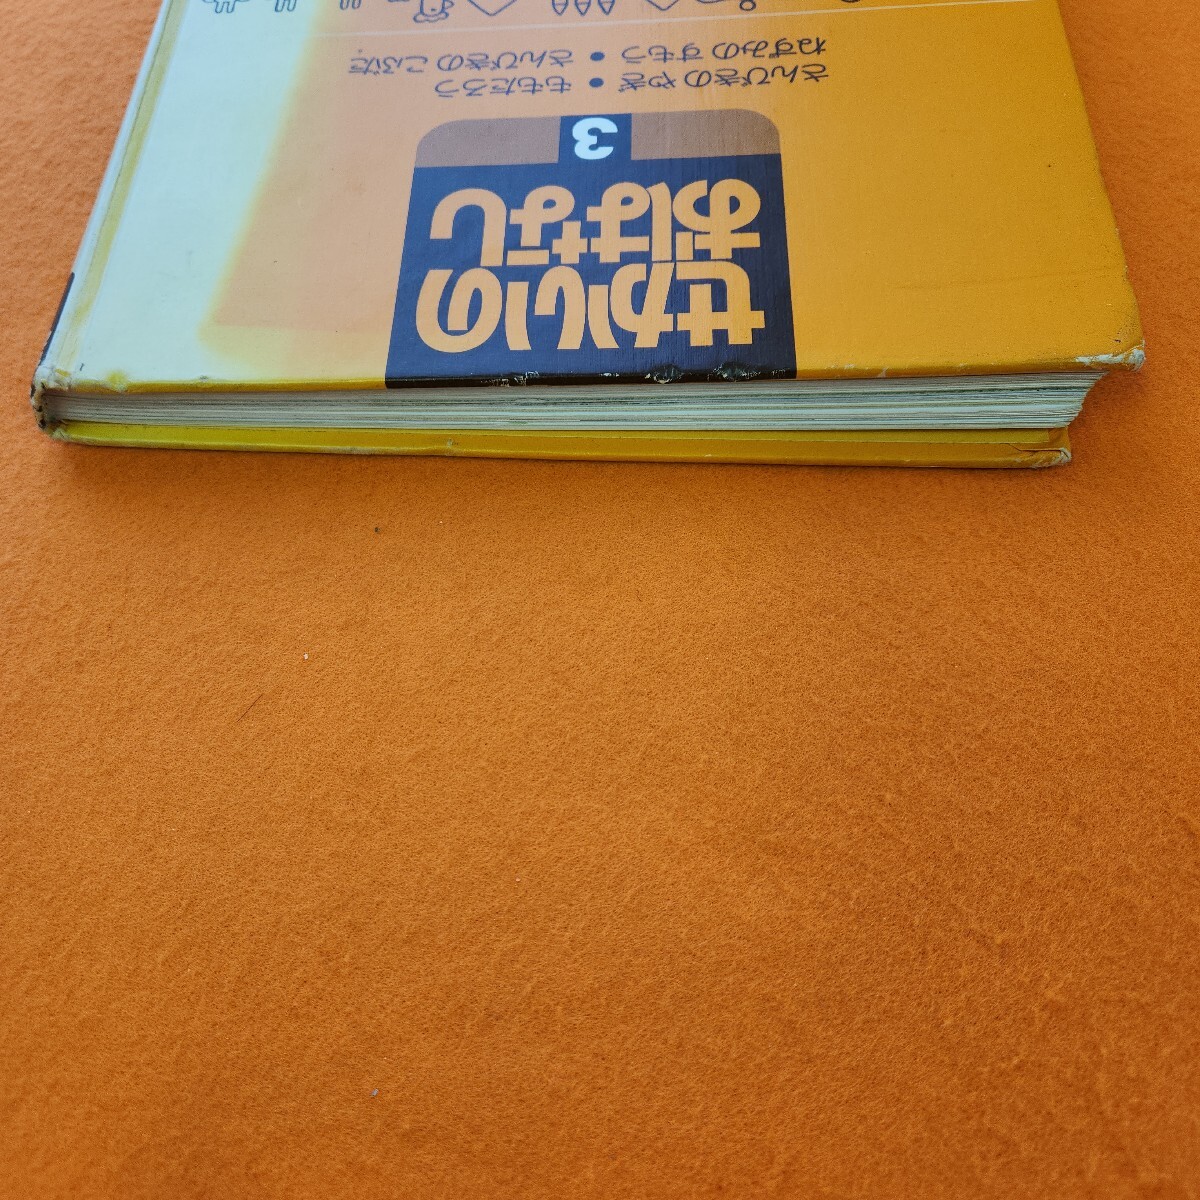 せかいの
おはなし
3
さんびきの やぎ ● ももたろう
ねずみの すもう ● さんびきの こぶた